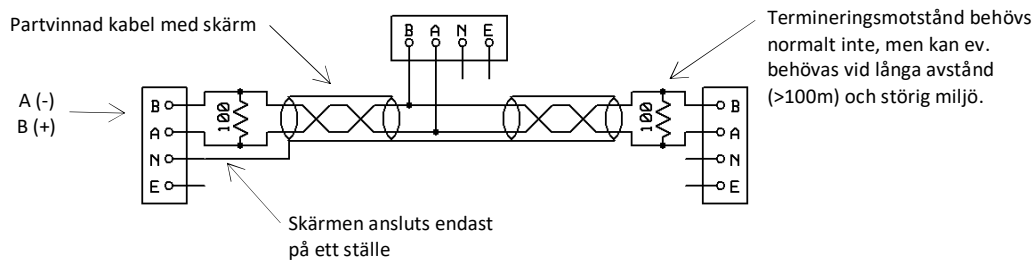 Partvinnad kabel med skärm
B A N E
Termineringsmotstånd behövs
normalt inte, men kan ev.
behövas vid långa avstånd
(>100m) och störig miljö.
A (-)
B (+)
B
A
N
E
100
100
B
A
N
E
Skärmen ansluts endast
på ett ställe